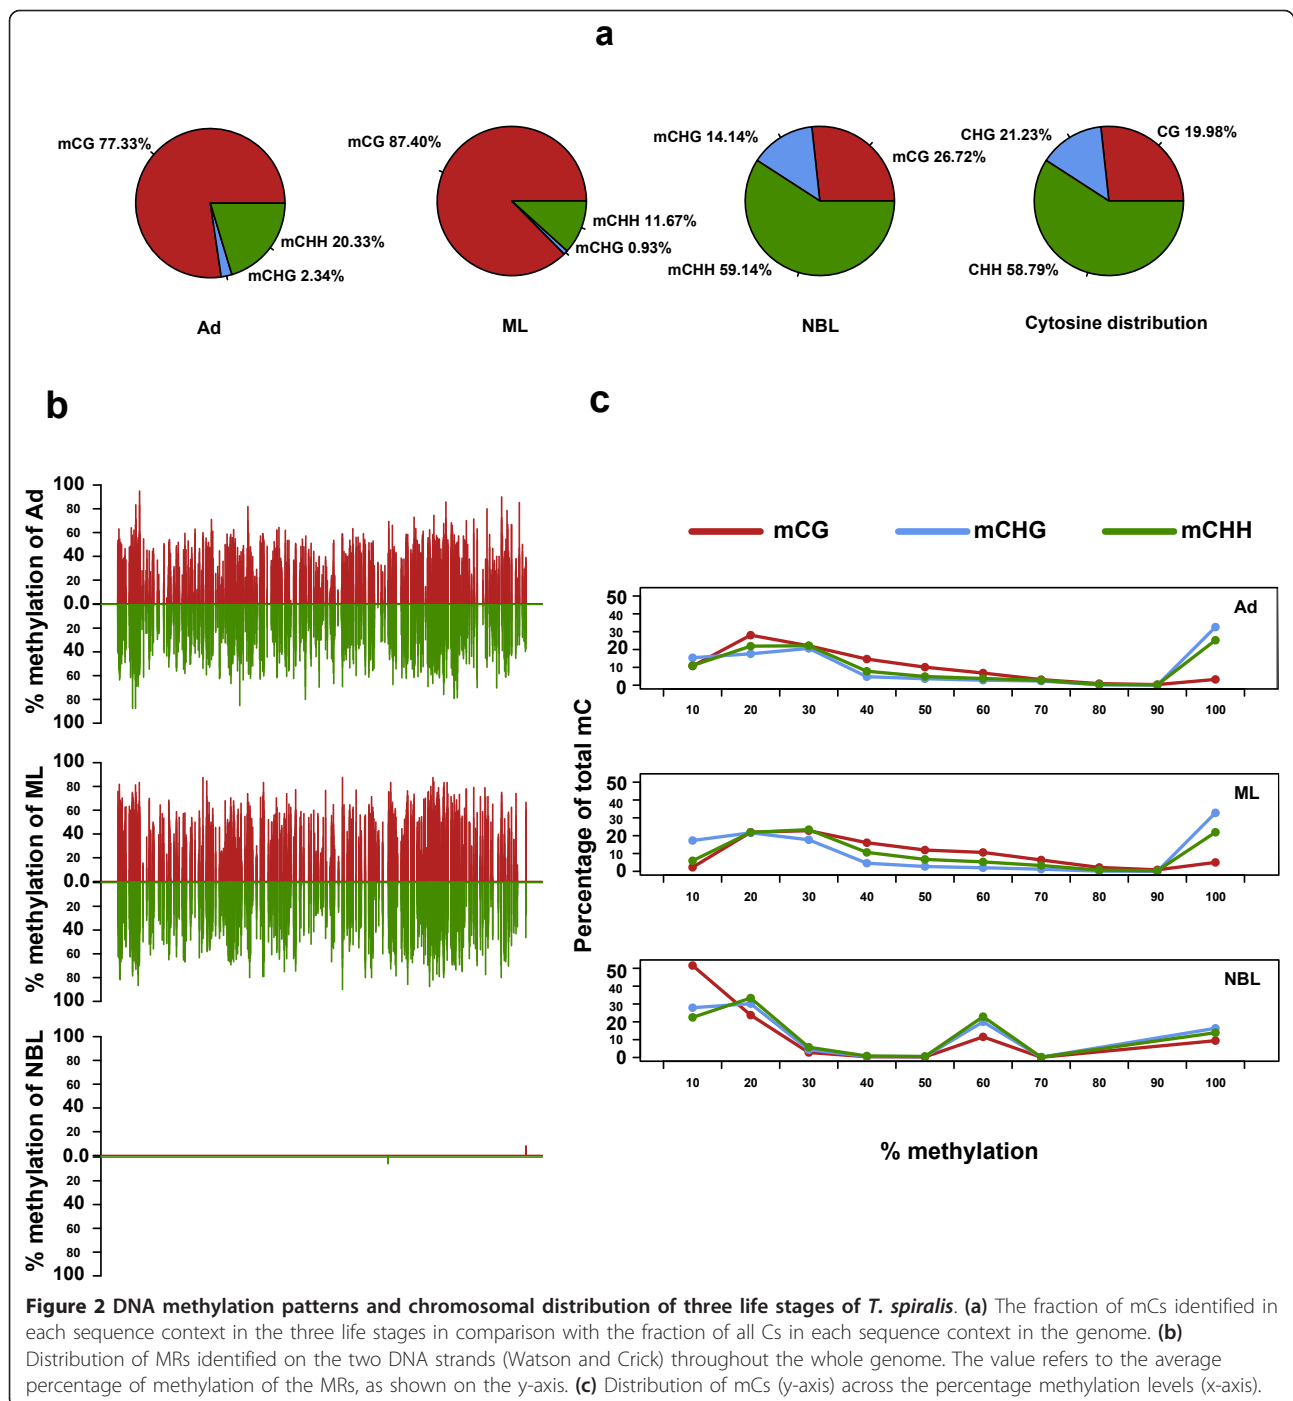 a
mCG 77.33%
mCHH 20.33%
mCHG 2.34%
Ad
mCG 87.40%
mCHH 11.67%
mCHG 0.93%
ML
mCHG 14.14%
mCG 26.72%
mCHH 59.14%
NBL
CHG 21.23%
CG 19.98%
CHH 58.79%
Cytosine distribution
b
% methylation of Ad
100
80
60
40
20
0.0
20
40
60
80
100
% methylation of ML
100
80
60
40
20
0.0
20
40
60
80
100
% methylation of NBL
100
80
60
40
20
0.0
20
40
60
80
100
c
mCG mCHG mCHH
Percentage of total mC
Ad
50
40
30
20
10
0
10 20 30 40 50 60 70 80 90 100
ML
50
40
30
20
10
0
10 20 30 40 50 60 70 80 90 100
NBL
50
40
30
20
10
0
10 20 30 40 50 60 70 80 90 100
% methylation
Figure 2 DNA methylation patterns and chromosomal distribution of three life stages of T. spiralis. (a) The fraction of mCs identified in
each sequence context in the three life stages in comparison with the fraction of all Cs in each sequence context in the genome. (b)
Distribution of MRs identified on the two DNA strands (Watson and Crick) throughout the whole genome. The value refers to the average
percentage of methylation of the MRs, as shown on the y-axis. (c) Distribution of mCs (y-axis) across the percentage methylation levels (x-axis).